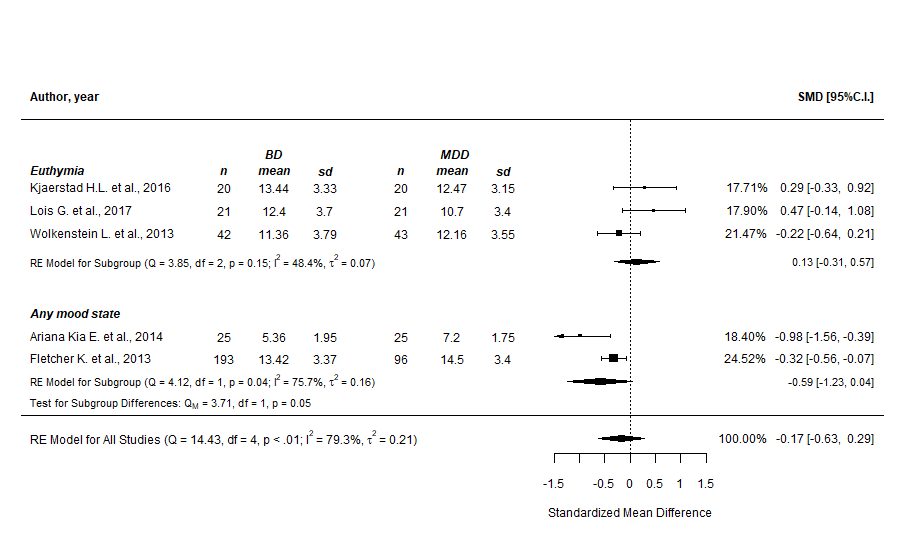 Author, year SMD [95%C.I.]
BD MDD
Euthymia n mean sd n mean sd
Kjaerstad H.L. et al., 2016 20 13.44 3.33 20 12.47 3.15 17.71% 0.29 [-0.33, 0.92]
Lois G. et al., 2017 21 12.4 3.7 21 10.7 3.4 17.90% 0.47 [-0.14, 1.08]
Wolkenstein L. et al., 2013 42 11.36 3.79 43 12.16 3.55 21.47% -0.22 [-0.64, 0.21]
RE Model for Subgroup (Q = 3.85, df = 2, p = 0.15; I² = 48.4%, τ² = 0.07) 0.13 [-0.31, 0.57]
Any mood state
Ariana Kia E. et al., 2014 25 5.36 1.95 25 7.2 1.75 18.40% -0.98 [-1.56, -0.39]
Fletcher K. et al., 2013 193 13.42 3.37 96 14.5 3.4 24.52% -0.32 [-0.56, -0.07]
RE Model for Subgroup (Q = 4.12, df = 1, p = 0.04; I² = 75.7%, τ² = 0.16) -0.59 [-1.23, 0.04]
Test for Subgroup Differences: Q_M = 3.71, df = 1, p = 0.05
RE Model for All Studies (Q = 14.43, df = 4, p < .01; I² = 79.3%, τ² = 0.21) 100.00% -0.17 [-0.63, 0.29]
-1.5 -0.5 0 0.5 1 1.5
Standardized Mean Difference